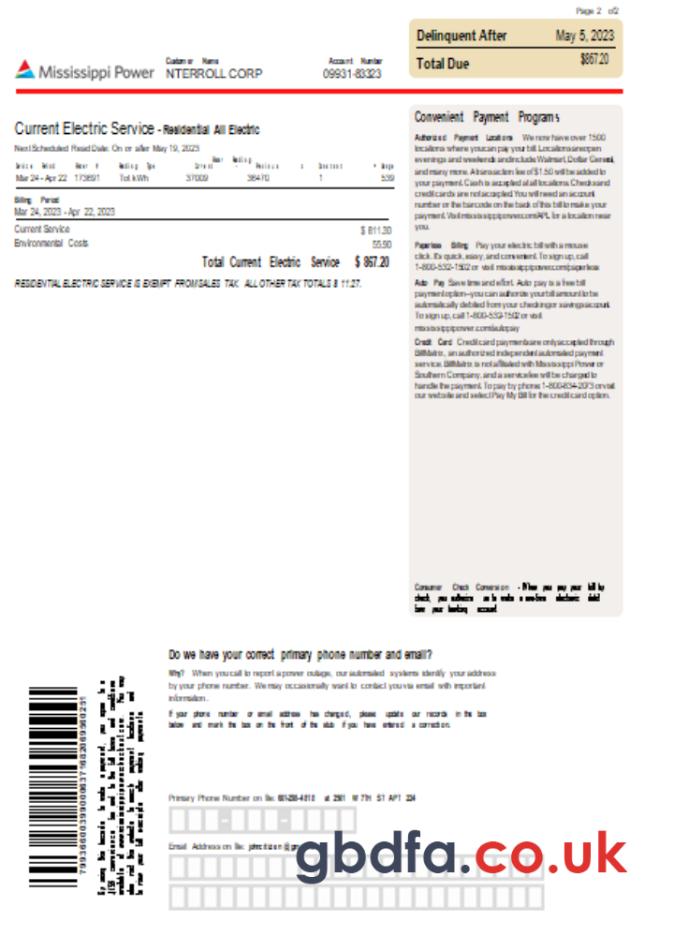 Page 2 of 2
Delinquent After May 5, 2023
Total Due $867.20
Mississippi Power
Customer Name
NTERROLL CORP
Account Number
09931-83323
Current Electric Service - Residential All Electric
Next Scheduled Read Date: On or after May 19, 2023
Mar 24 - Apr 22 173691 Tot kWh 37009 36470 1 539
Billing Period
Mar 24, 2023 - Apr 22, 2023
Current Service $ 811.30
Environmental Costs 55.90
Total Current Electric Service $ 867.20
RESIDENTIAL ELECTRIC SERVICE IS EXEMPT FROM SALES TAX. ALL OTHER TAX TOTALS $ 11.27.
Convenient Payment Programs
Authorized Payment Locations We now have over 1500
locations where you can pay your bill. Locations are open
evenings and weekends and include Walmart, Dollar General,
and many more. A transaction fee of $1.50 will be added to
your payment. Cash is accepted at all locations. Checks and
credit cards are not accepted. You will need an account
number or the barcode on the back of this bill to make your
payment. Visit mississippipower.com/APL for a location near
you.
Paperless Billing Pay your electric bill with a mouse
click. It's quick, easy, and convenient. To sign up, call
1-800-532-1502 or visit mississippipower.com/paperless
Auto Pay Save time and effort. Auto pay is a free bill
payment option--you can authorize your bill amount to be
automatically debited from your checking or savings account.
To sign up, call 1-800-532-1502 or visit
mississippipower.com/autopay
Credit Card Credit card payments are only accepted through
BillMatrix, an authorized independent automated payment
service. BillMatrix is not affiliated with Mississippi Power or
Southern Company, and a service fee will be charged to
handle the payment. To pay by phone 1-800-834-2073 or visit
our website and select Pay My Bill for the credit card option.
Consumer Check Conversion - When you pay your bill by
check, you authorize us to make a one-time electronic debit
from your banking account
Do we have your correct primary phone number and email?
Why? When you call to report a power outage, our automated systems identify your address
by your phone number. We may occasionally want to contact you via email with important
information.
If your phone number or email address has changed, please update our records in the box
below and mark the box on the front of the stub if you have entered a correction.
Primary Phone Number on file: at 2561 W 7TH ST APT 234
Email Address on file:
gbdfa.co.uk